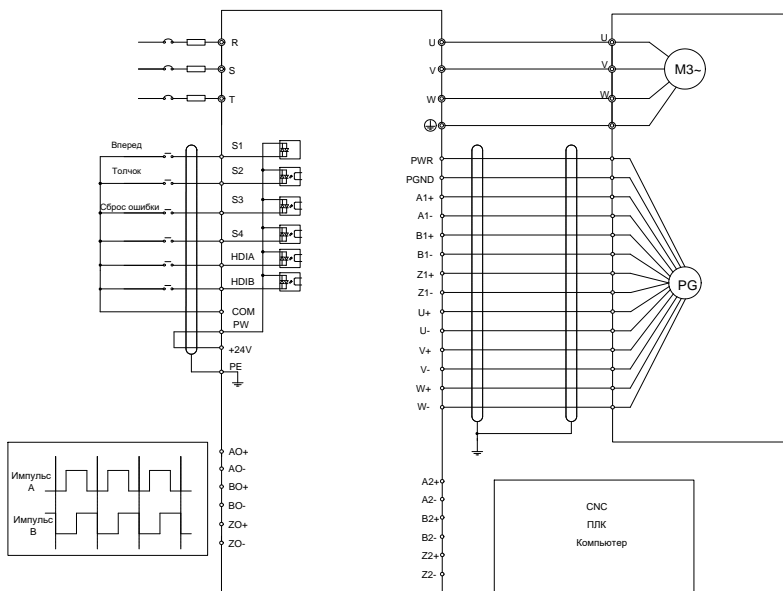 R
S
T
U
V
W
U
V
W
M3~
Вперед
Толчок
Сброс ошибки
S1
S2
S3
S4
HDIA
HDIB
COM
PW
+24V
PE
PWR
PGND
A1+
A1-
B1+
B1-
Z1+
Z1-
U+
U-
V+
V-
W+
W-
PG
Импульс
A
Импульс
B
AO+
AO-
BO+
BO-
ZO+
ZO-
A2+
A2-
B2+
B2-
Z2+
Z2-
CNC
ПЛК
Компьютер